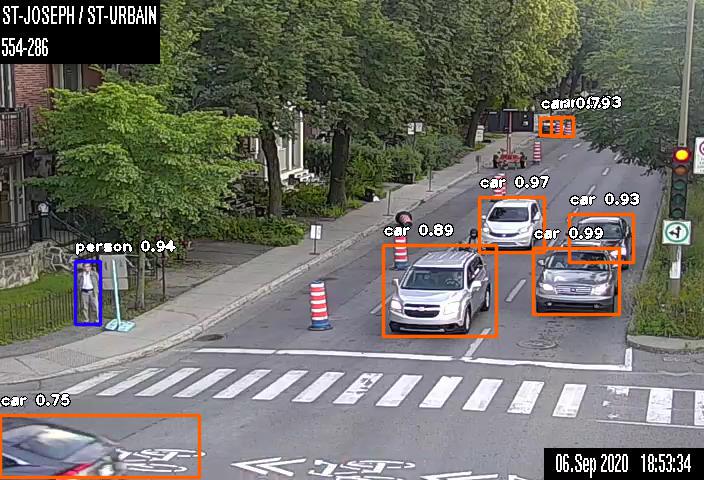 ST-JOSEPH / ST-URBAIN
554-286
car 0.93
car 0.97
car 0.93
car 0.89
car 0.99
person 0.94
car 0.75
06.Sep 2020 18:53:34